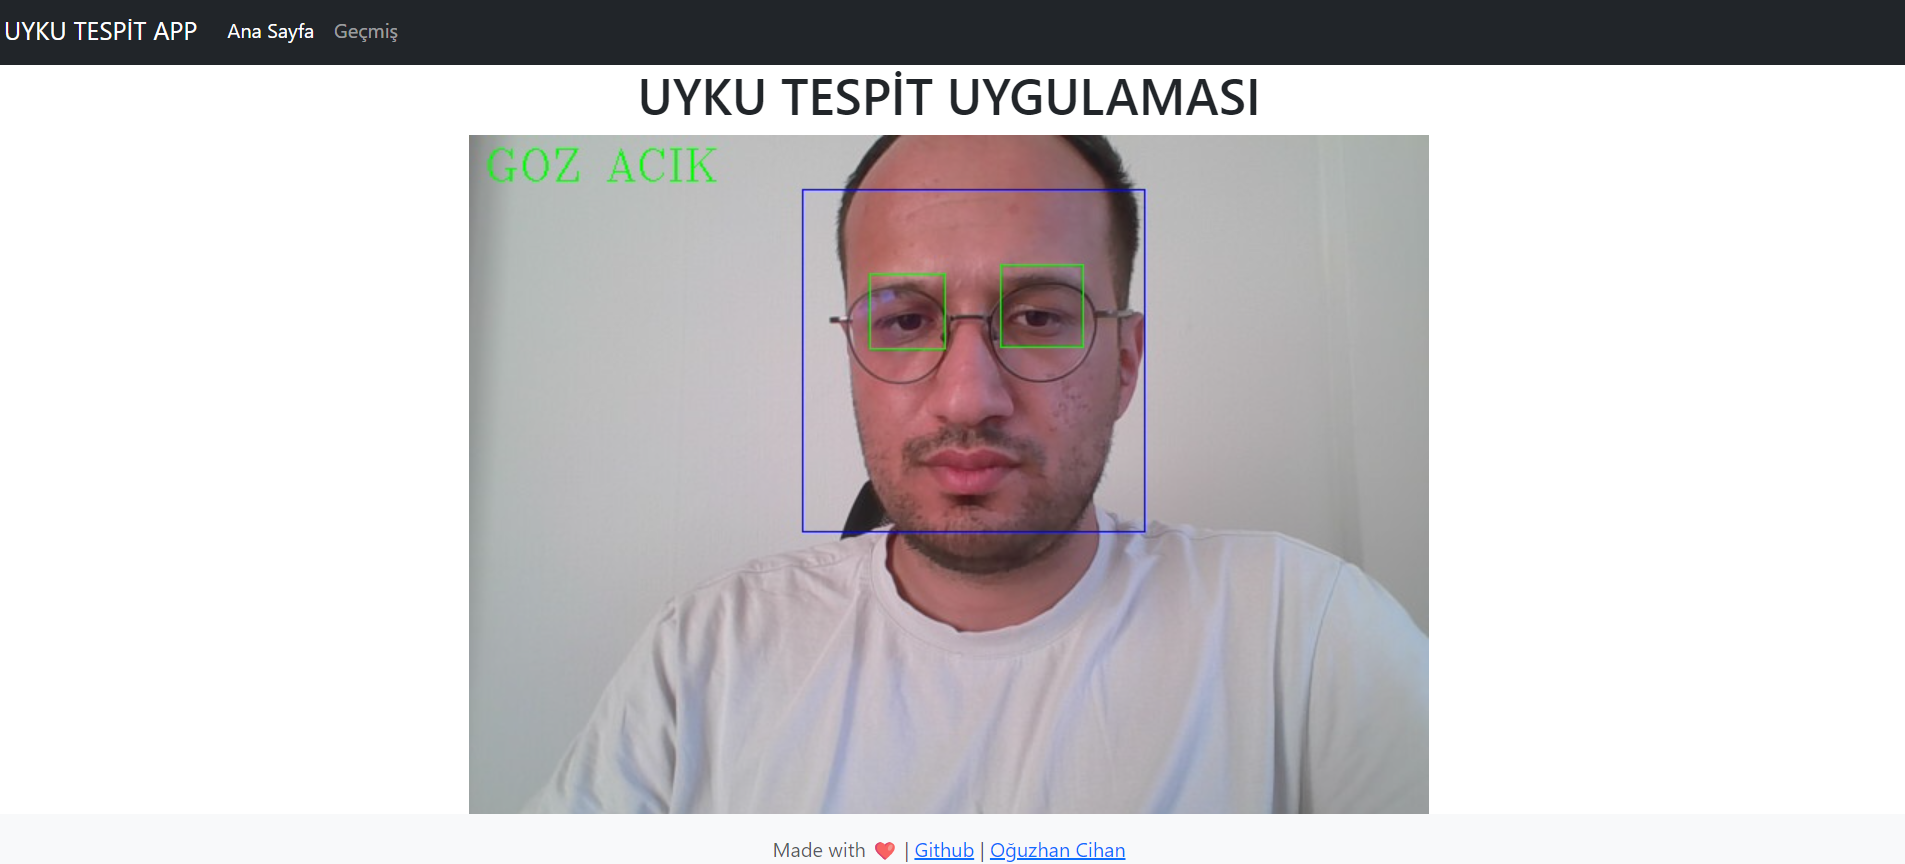 UYKU TESPİT APP Ana Sayfa Geçmiş
UYKU TESPİT UYGULAMASI
GOZ ACIK
Made with ❤️ | Github | Oğuzhan Cihan